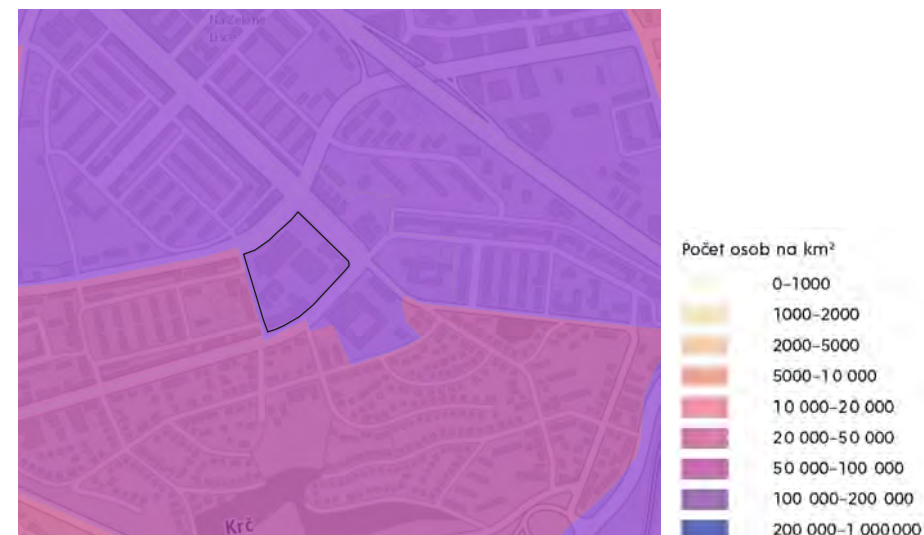 Na Zelené
Lišce
Krč
Počet osob na km²
0–1000
1000–2000
2000–5000
5000–10 000
10 000–20 000
20 000–50 000
50 000–100 000
100 000–200 000
200 000–1 000 000